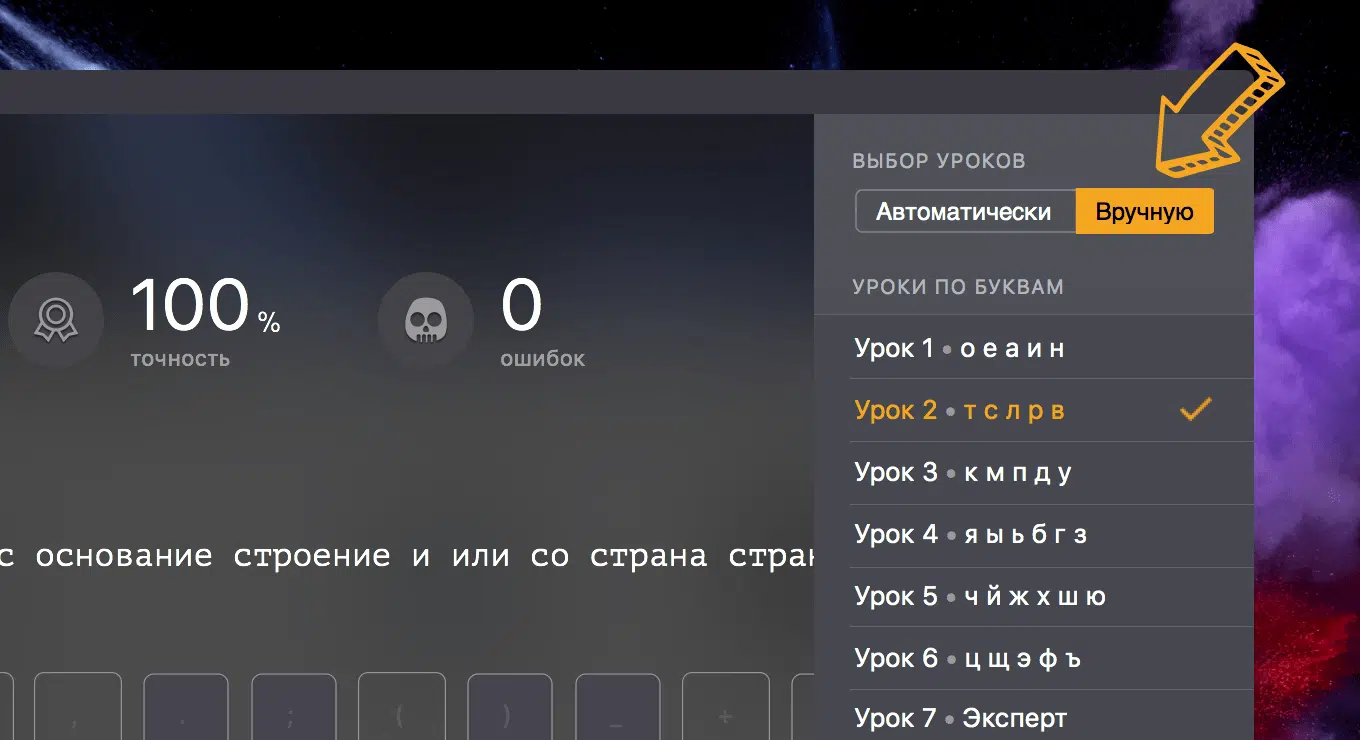 ВЫБОР УРОКОВ
Автоматически Вручную
УРОКИ ПО БУКВАМ
100 %
точность
0
ошибок
Урок 1 • о е а и н
Урок 2 • т с л р в
Урок 3 • к м п д у
Урок 4 • я ы ь б г з
Урок 5 • ч й ж х ш ю
Урок 6 • ц щ э ф ъ
Урок 7 • Эксперт
с основание строение и или со страна стран
, . ; ( ) _ +